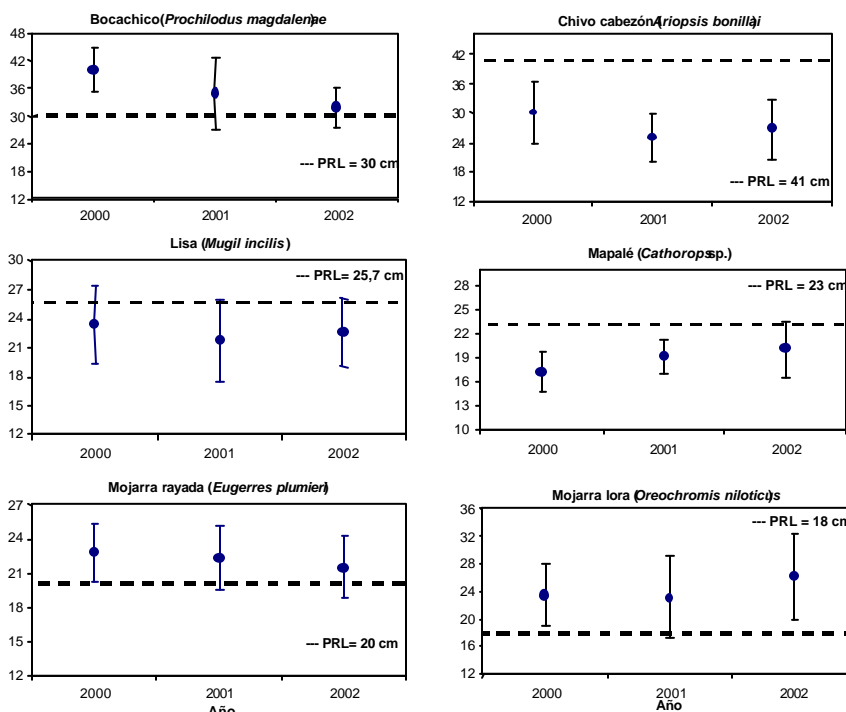 Bocachico(Prochilodus magdalenae)
48
42
36
30
24
18
12
--- PRL = 30 cm
2000 2001 2002
Chivo cabezón(Ariopsis bonillai)
42
36
30
24
18
12
--- PRL = 41 cm
2000 2001 2002
Lisa (Mugil incilis)
30
27
24
21
18
15
12
--- PRL= 25,7 cm
2000 2001 2002
Mapalé (Cathorops sp.)
28
25
22
19
16
13
10
--- PRL = 23 cm
2000 2001 2002
Mojarra rayada (Eugerres plumieri)
27
24
21
18
15
12
--- PRL= 20 cm
2000 2001 2002
Año
Mojarra lora (Oreochromis niloticus)
36
32
28
24
20
16
12
--- PRL = 18 cm
2000 2001 2002
Año